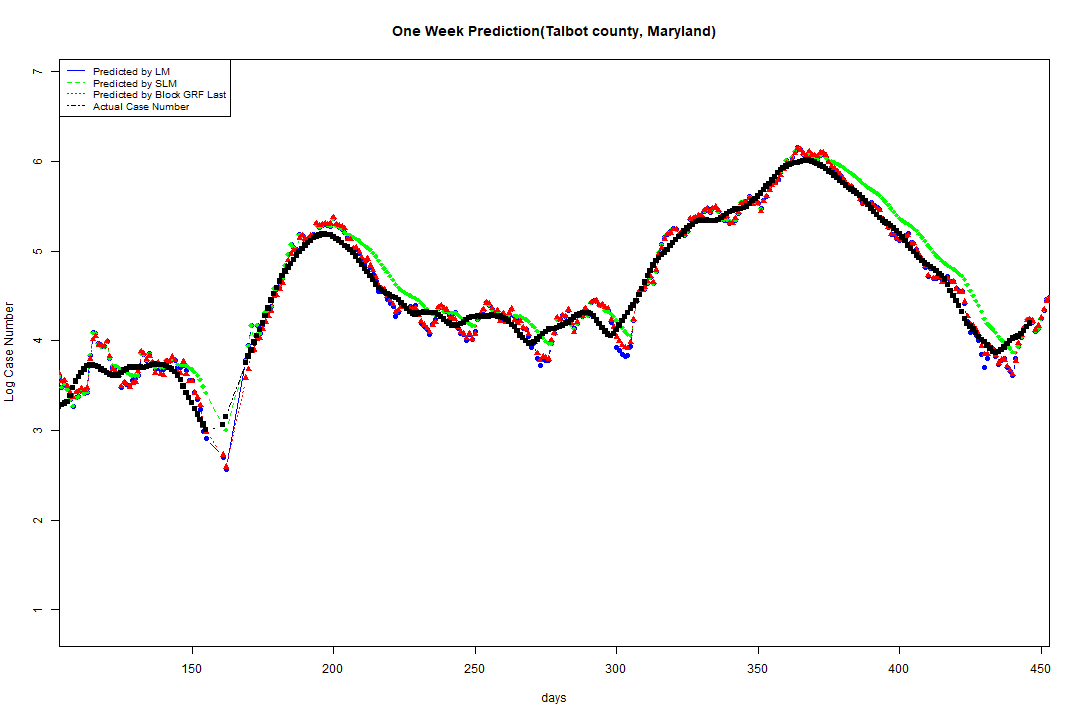 One Week Prediction(Talbot county, Maryland)
Predicted by LM
Predicted by SLM
Predicted by Block GRF Last
Actual Case Number
7
6
5
4
3
2
1
Log Case Number
150 200 250 300 350 400 450
days